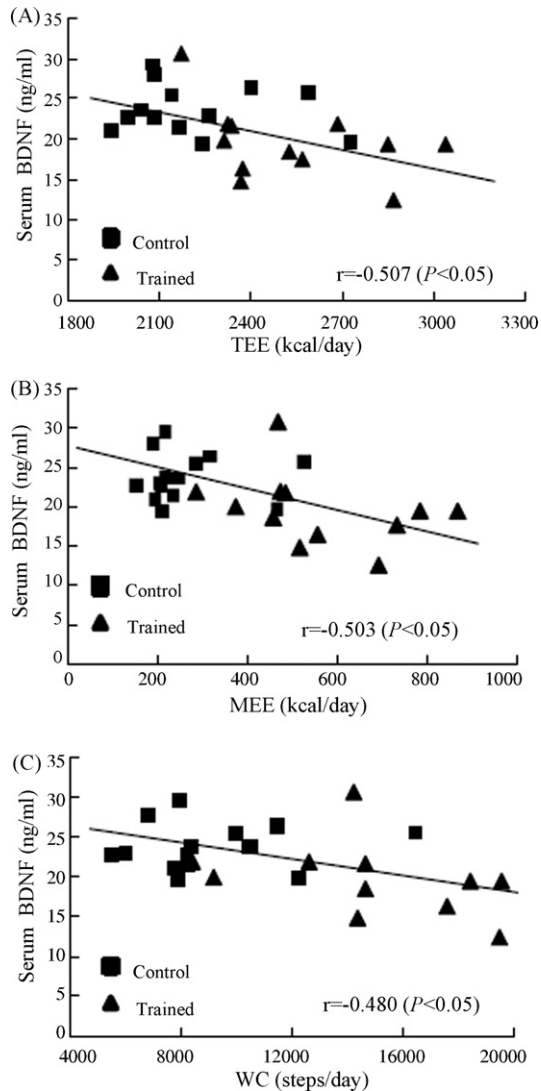 (A)
Serum BDNF (ng/ml)
35
30
25
20
15
10
5
0
Control
Trained
r=-0.507 (P<0.05)
1800 2100 2400 2700 3000 3300
TEE (kcal/day)
(B)
Serum BDNF (ng/ml)
35
30
25
20
15
10
5
0
Control
Trained
r=-0.503 (P<0.05)
0 200 400 600 800 1000
MEE (kcal/day)
(C)
Serum BDNF (ng/ml)
35
30
25
20
15
10
5
0
Control
Trained
r=-0.480 (P<0.05)
4000 8000 12000 16000 20000
WC (steps/day)